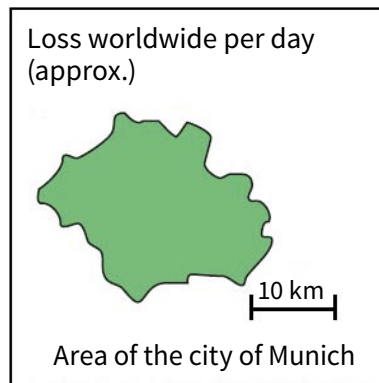 Loss worldwide per day
(approx.)
10 km
Area of the city of Munich